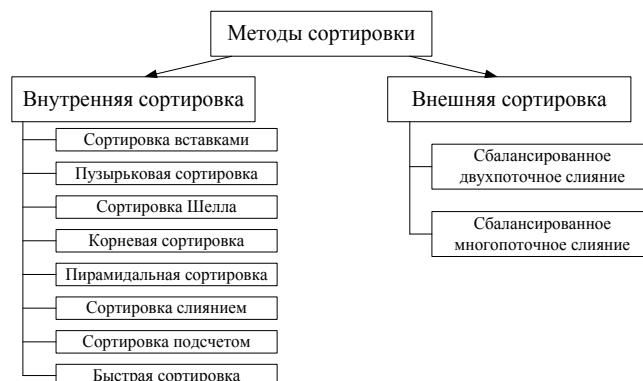 Методы сортировки
Внутренняя сортировка
Сортировка вставками
Пузырьковая сортировка
Сортировка Шелла
Корневая сортировка
Пирамидальная сортировка
Сортировка слиянием
Сортировка подсчетом
Быстрая сортировка
Внешняя сортировка
Сбалансированное
двухпоточное слияние
Сбалансированное
многопоточное слияние